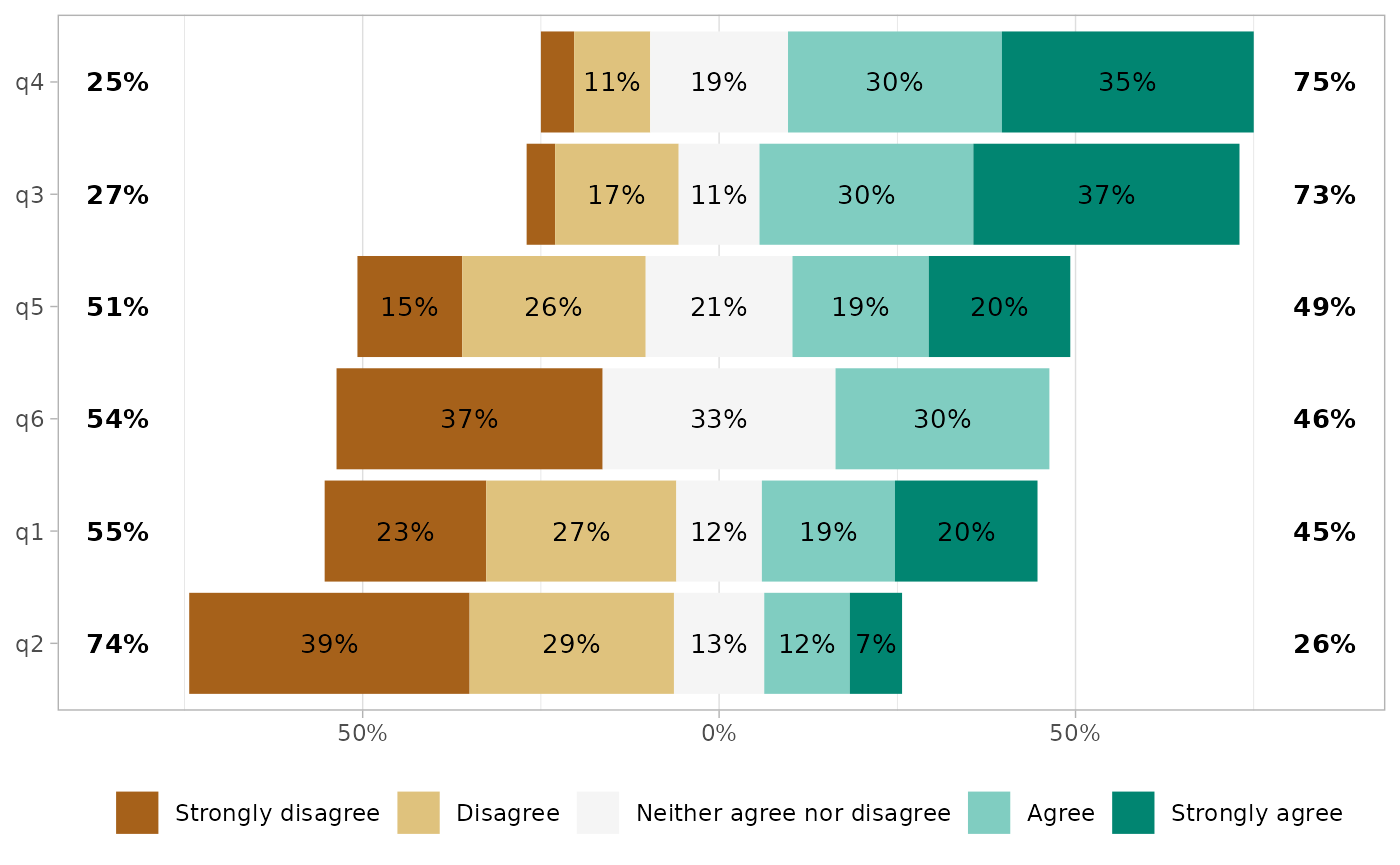 q4 25% 11% 19% 30% 35% 75%
q3 27% 17% 11% 30% 37% 73%
q5 51% 15% 26% 21% 19% 20% 49%
q6 54% 37% 33% 30% 46%
q1 55% 23% 27% 12% 19% 20% 45%
q2 74% 39% 29% 13% 12% 7% 26%
50% 0% 50%
Strongly disagree Disagree Neither agree nor disagree Agree Strongly agree